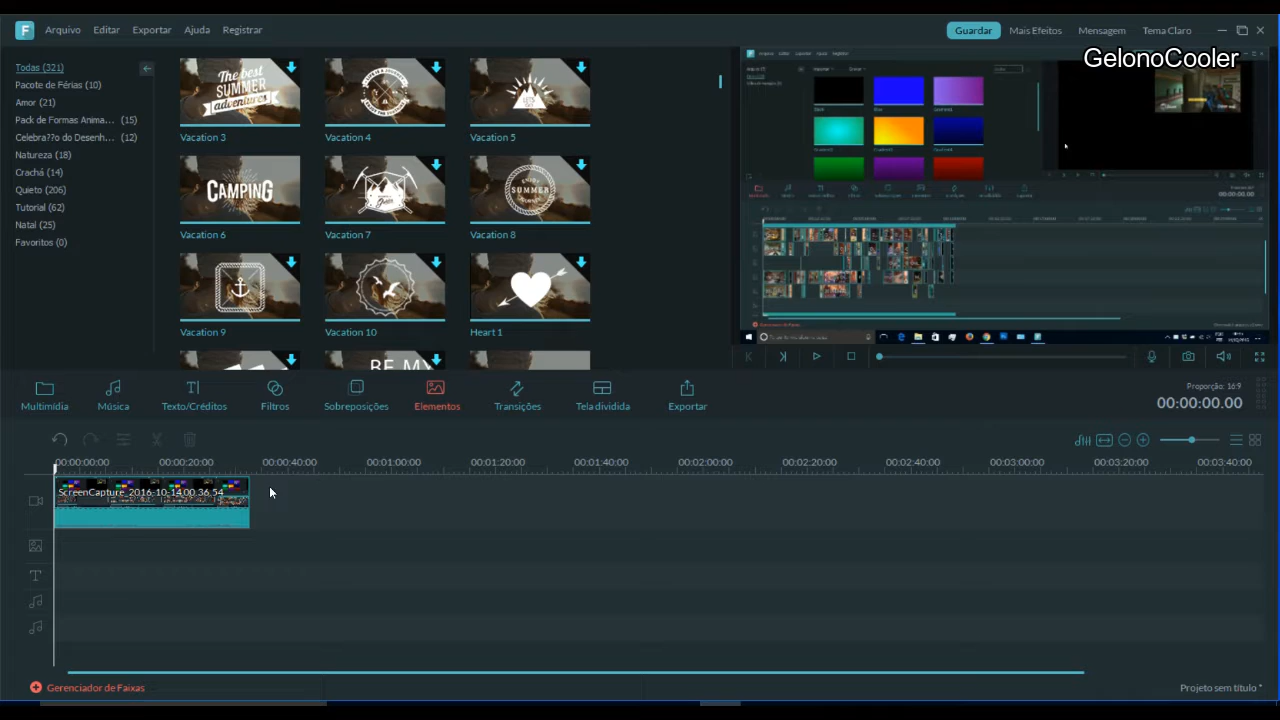 Arquivo Editar Exportar Ajuda Registrar
Guardar Mais Efeitos Mensagem Tema Claro
GelonoCooler
Todas (321)
Pacote de Férias (10)
Amor (21)
Pack de Formas Anima... (15)
Celebra??o do Desenh... (12)
Natureza (18)
Crachá (14)
Quieto (206)
Tutorial (62)
Natal (25)
Favoritos (0)
The best
SUMMER
adventures
Vacation 3 Vacation 4 Vacation 5
CAMPING
ENJOY
SUMMER
Vacation 6 Vacation 7 Vacation 8
Vacation 9 Vacation 10 Heart 1
BE MY
Multimídia Música Texto/Créditos Filtros Sobreposições Elementos Transições Tela dividida Exportar
Proporção: 16:9
00:00:00.00
00:00:00:00 00:00:20:00 00:00:40:00 00:01:00:00 00:01:20:00 00:01:40:00 00:02:00:00 00:02:20:00 00:02:40:00 00:03:00:00 00:03:20:00 00:03:40:00
ScreenCapture_2016-10-14 00.36.54
Gerenciador de Faixas
Projeto sem título *